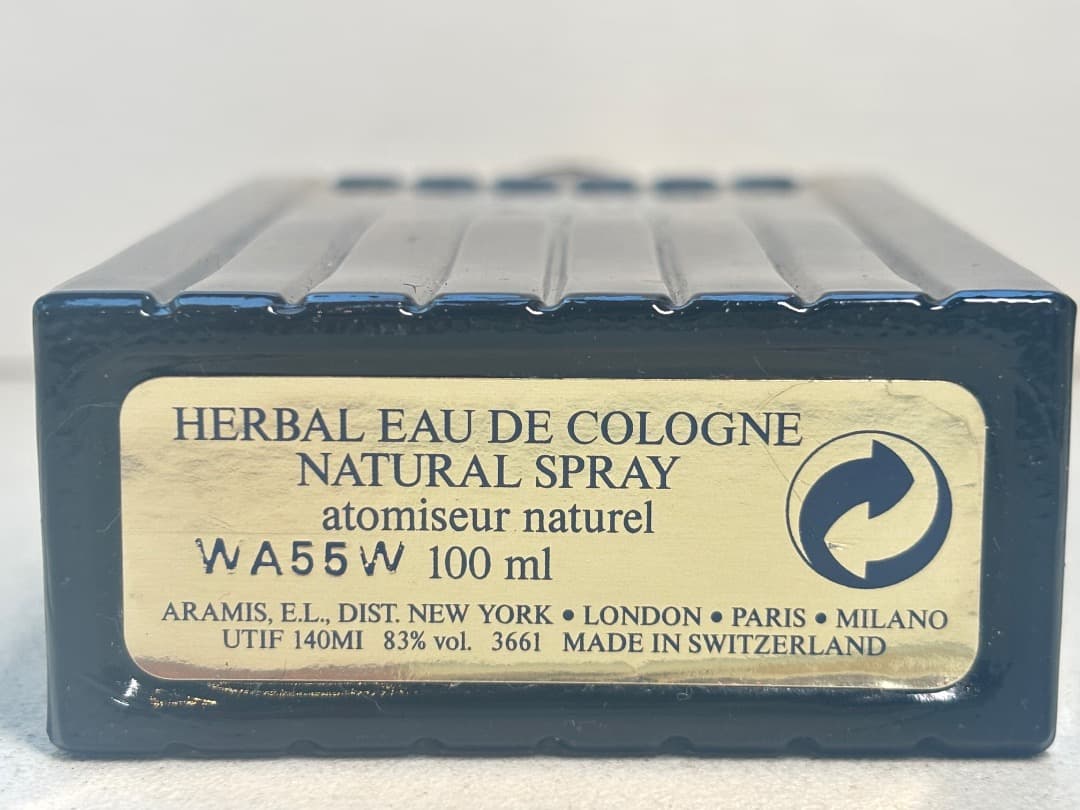 HERBAL EAU DE COLOGNE
NATURAL SPRAY
atomiseur naturel
WA55W 100 ml
ARAMIS, E.L., DIST. NEW YORK • LONDON • PARIS • MILANO
UTIF 140MI 83% vol. 3661 MADE IN SWITZERLAND